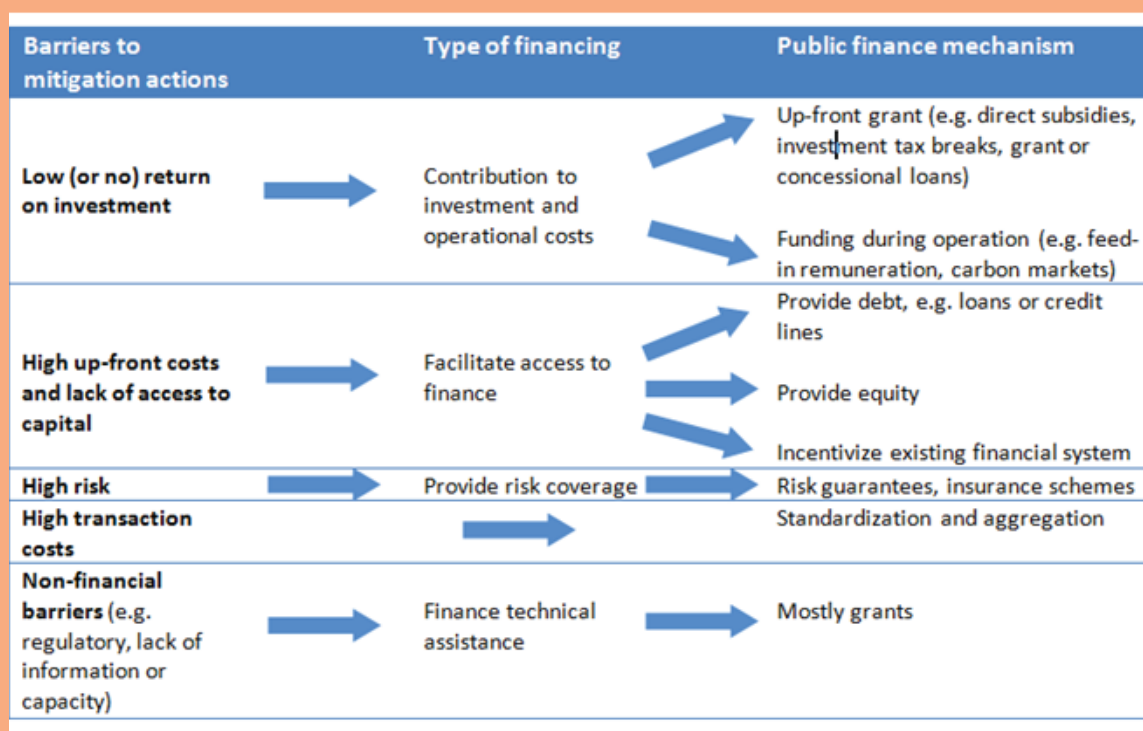 Barriers to
mitigation actions
Type of financing
Public finance mechanism
Low (or no) return
on investment
Contribution to
investment and
operational costs
Up-front grant (e.g. direct subsidies,
investment tax breaks, grant or
concessional loans)
Funding during operation (e.g. feed-
in remuneration, carbon markets)
High up-front costs
and lack of access to
capital
Facilitate access to
finance
Provide debt, e.g. loans or credit
lines
Provide equity
Incentivize existing financial system
High risk
Provide risk coverage
Risk guarantees, insurance schemes
High transaction
costs
Standardization and aggregation
Non-financial
barriers (e.g.
regulatory, lack of
information or
capacity)
Finance technical
assistance
Mostly grants